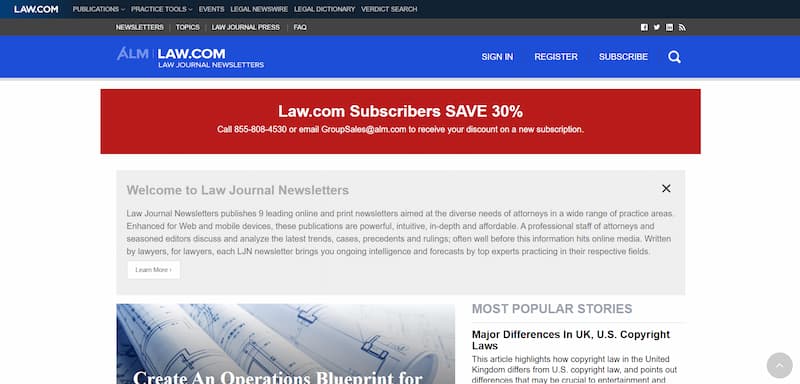 LAW.COM PUBLICATIONS PRACTICE TOOLS EVENTS LEGAL NEWSWIRE LEGAL DICTIONARY VERDICT SEARCH
NEWSLETTERS | TOPICS | LAW JOURNAL PRESS | FAQ
ALM | LAW.COM
LAW JOURNAL NEWSLETTERS
SIGN IN REGISTER SUBSCRIBE
Law.com Subscribers SAVE 30%
Call 855-808-4530 or email GroupSales@alm.com to receive your discount on a new subscription.
Welcome to Law Journal Newsletters
Law Journal Newsletters publishes 9 leading online and print newsletters aimed at the diverse needs of attorneys in a wide range of practice areas.
Enhanced for Web and mobile devices, these publications are powerful, intuitive, in-depth and affordable. A professional staff of attorneys and
seasoned editors discuss and analyze the latest trends, cases, precedents and rulings; often well before this information hits online media. Written
by lawyers, for lawyers, each LJN newsletter brings you ongoing intelligence and forecasts by top experts practicing in their respective fields.
Learn More ›
Create An Operations Blueprint for
MOST POPULAR STORIES
Major Differences In UK, U.S. Copyright
Laws
This article highlights how copyright law in the United
Kingdom differs from U.S. copyright law, and points out
differences that may be crucial to entertainment and